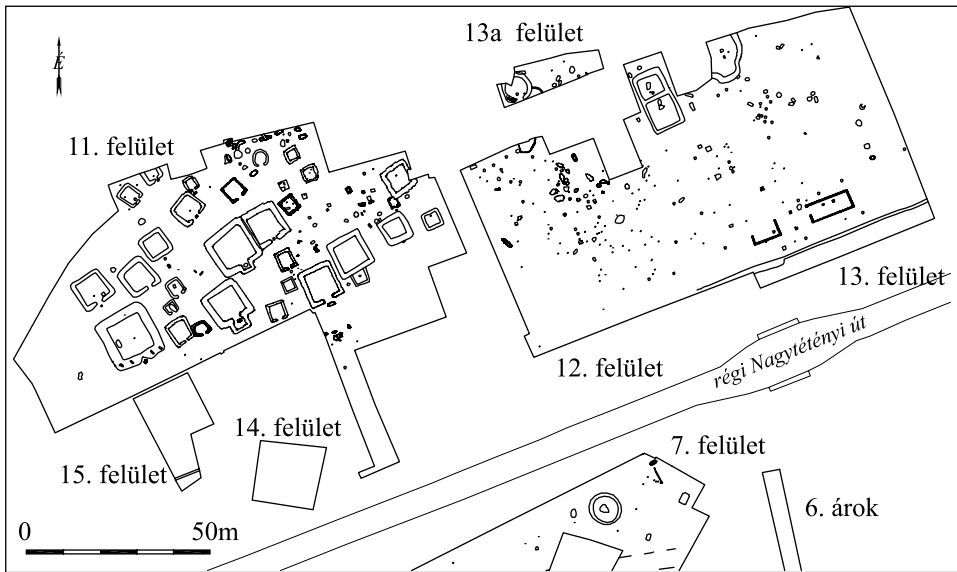 13a felület
É
11. felület
13. felület
12. felület
régi Nagytétényi út
14. felület
7. felület
15. felület
6. árok
0 50m